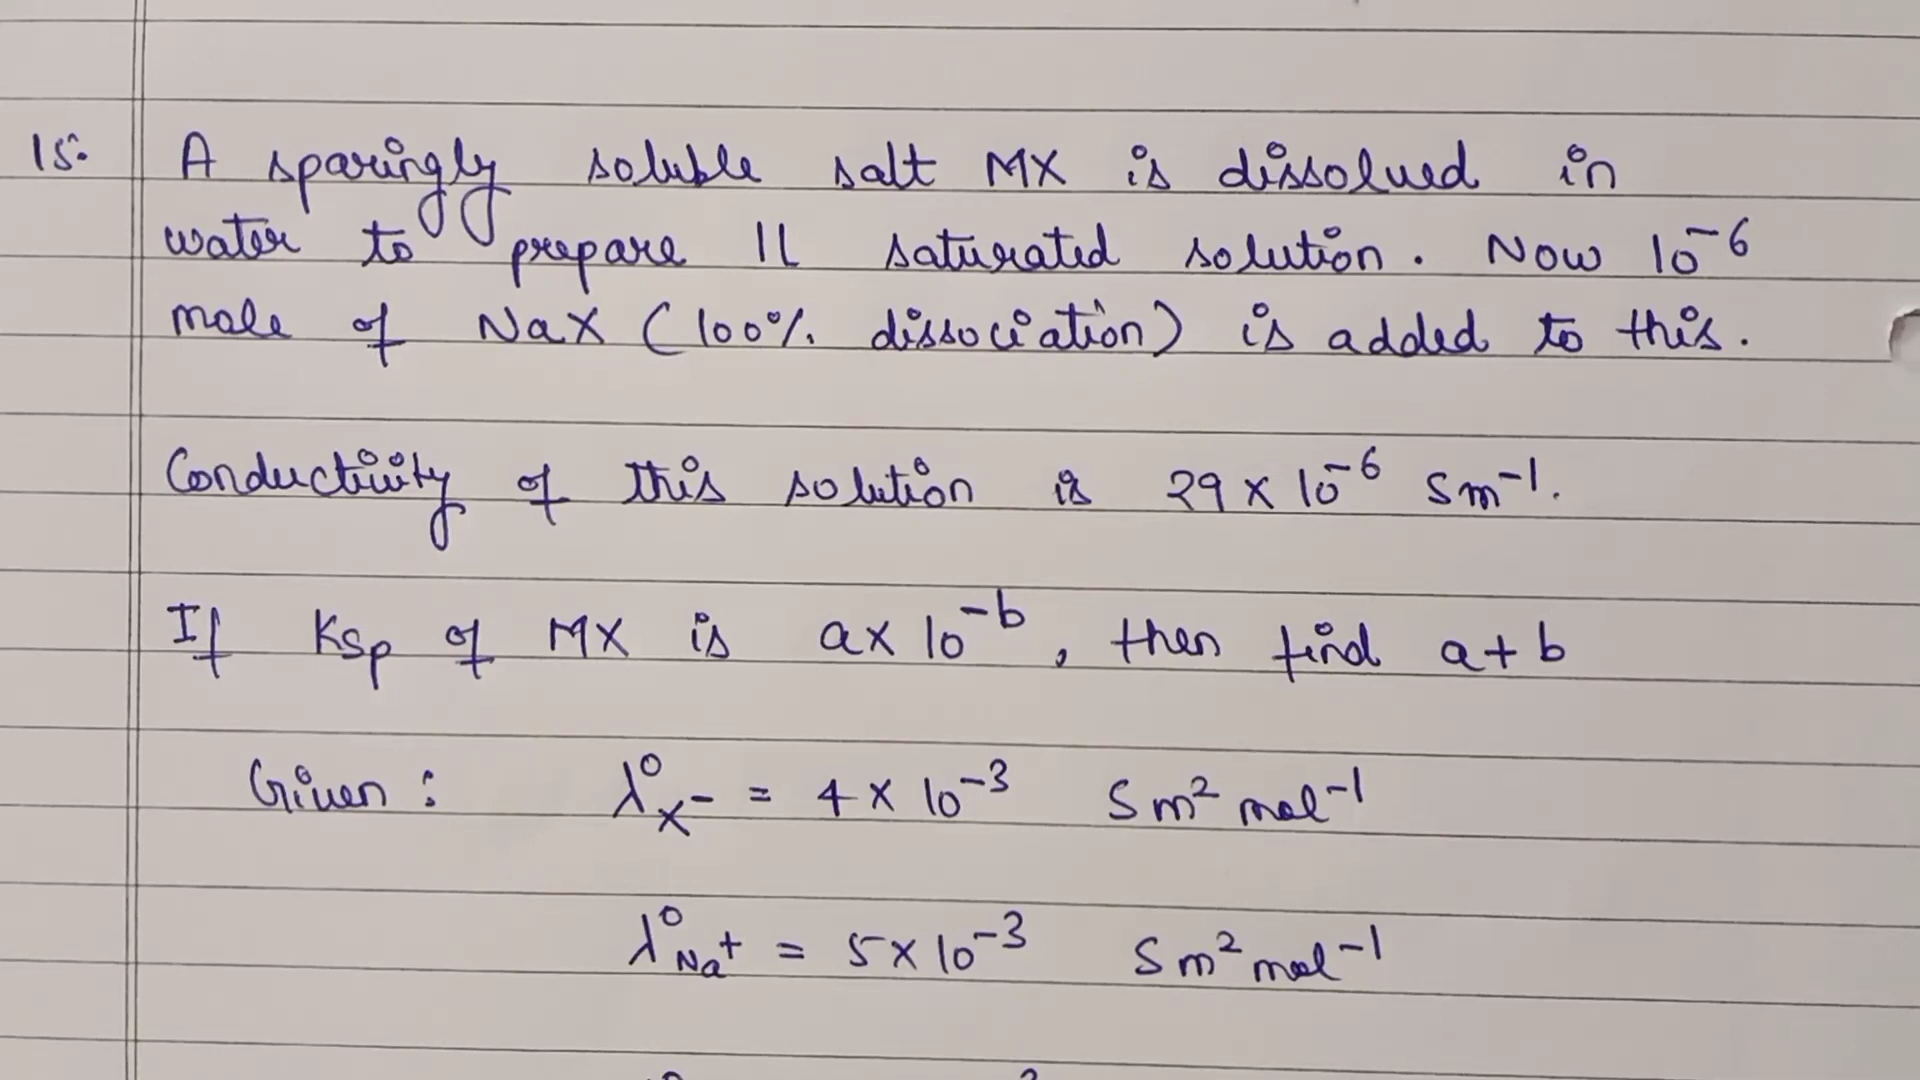 15. A sparingly soluble salt MX is dissolved in
water to prepare 1L saturated solution. Now 10⁻⁶
mole of NaX (100% dissociation) is added to this.
Conductivity of this solution is 29 × 10⁻⁶ Sm⁻¹.
If Ksp of MX is a× 10⁻ᵇ, then find a+b
Given: λ°x⁻ = 4 × 10⁻³ Sm² mol⁻¹
λ°Na⁺ = 5×10⁻³ Sm² mol⁻¹